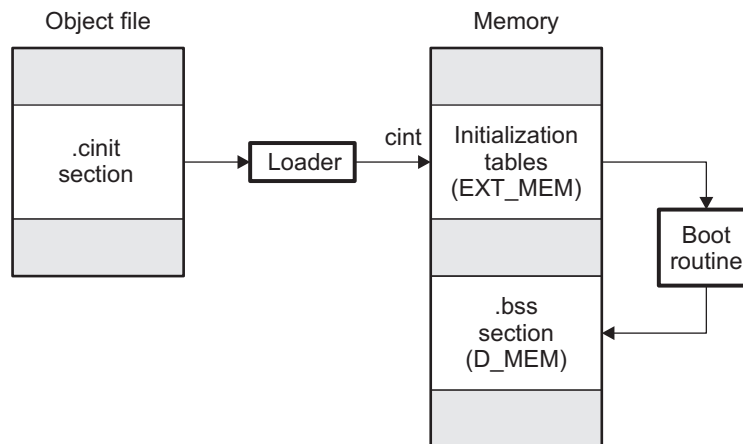 Object file
Memory
.cinit
section
Loader
cint
Initialization
tables
(EXT_MEM)
Boot
routine
.bss
section
(D_MEM)